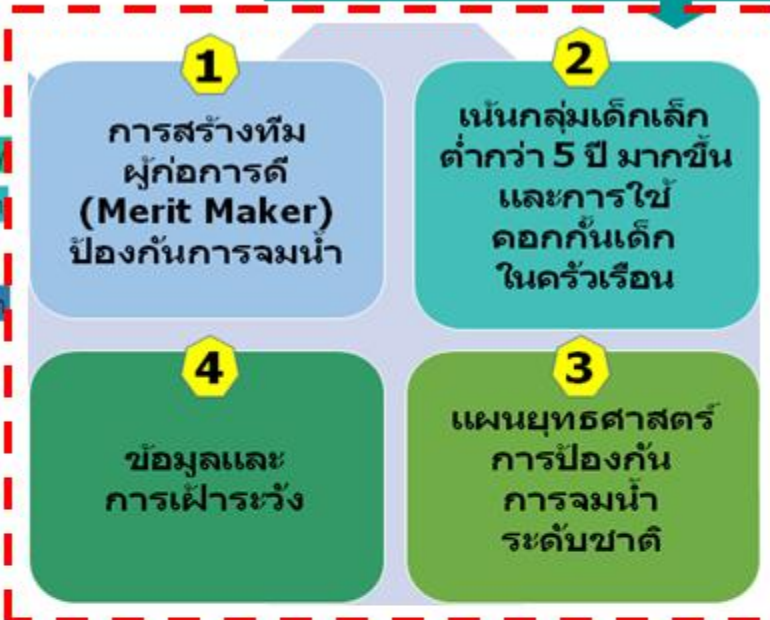 1
การสร้างทีม
ผู้ก่อการดี
(Merit Maker)
ป้องกันการจมน้ำ
2
เน้นกลุ่มเด็กเล็ก
ต่ำกว่า 5 ปี มากขึ้น
และการใช้
คอกกั้นเด็ก
ในครัวเรือน
4
ข้อมูลและ
การเฝ้าระวัง
3
แผนยุทธศาสตร์
การป้องกัน
การจมน้ำ
ระดับชาติ